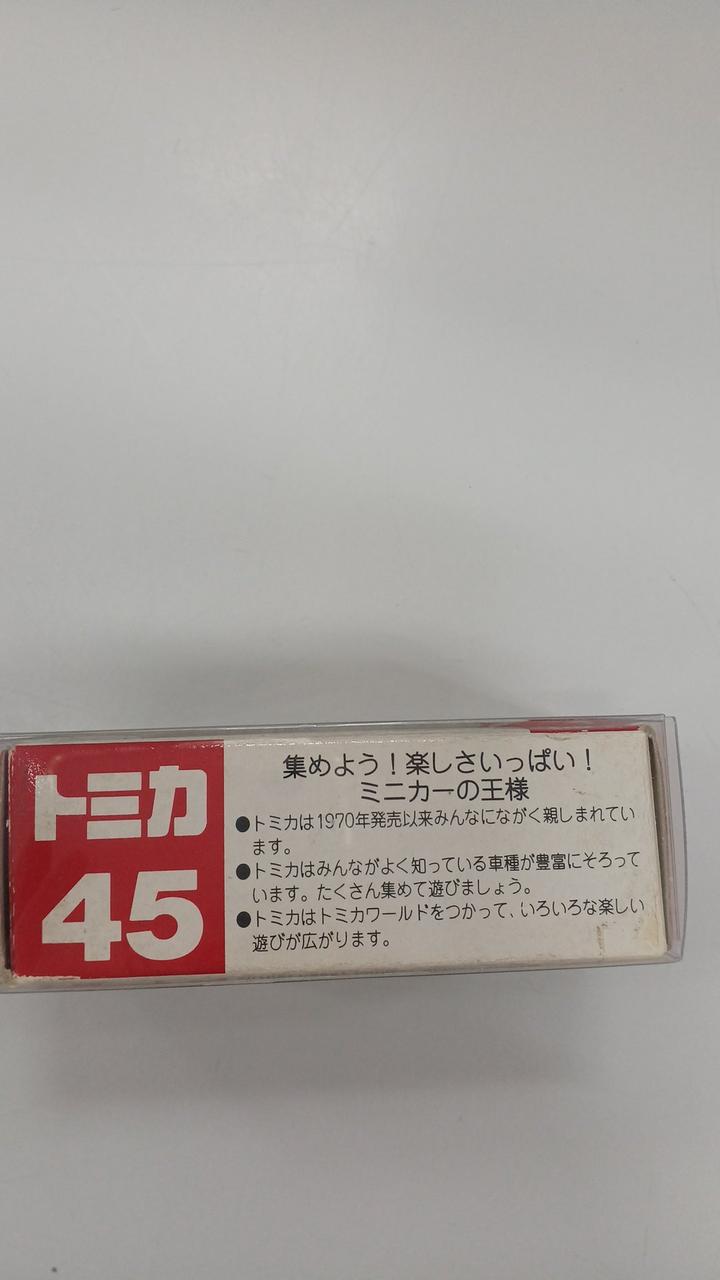 トミカ
45
集めよう！楽しさいっぱい！
ミニカーの王様
●トミカは1970年発売以来みんなにながく親しまれてい
ます。
●トミカはみんながよく知っている車種が豊富にそろって
います。たくさん集めて遊びましょう。
●トミカはトミカワールドをつかって、いろいろな楽しい
遊びが広がります。